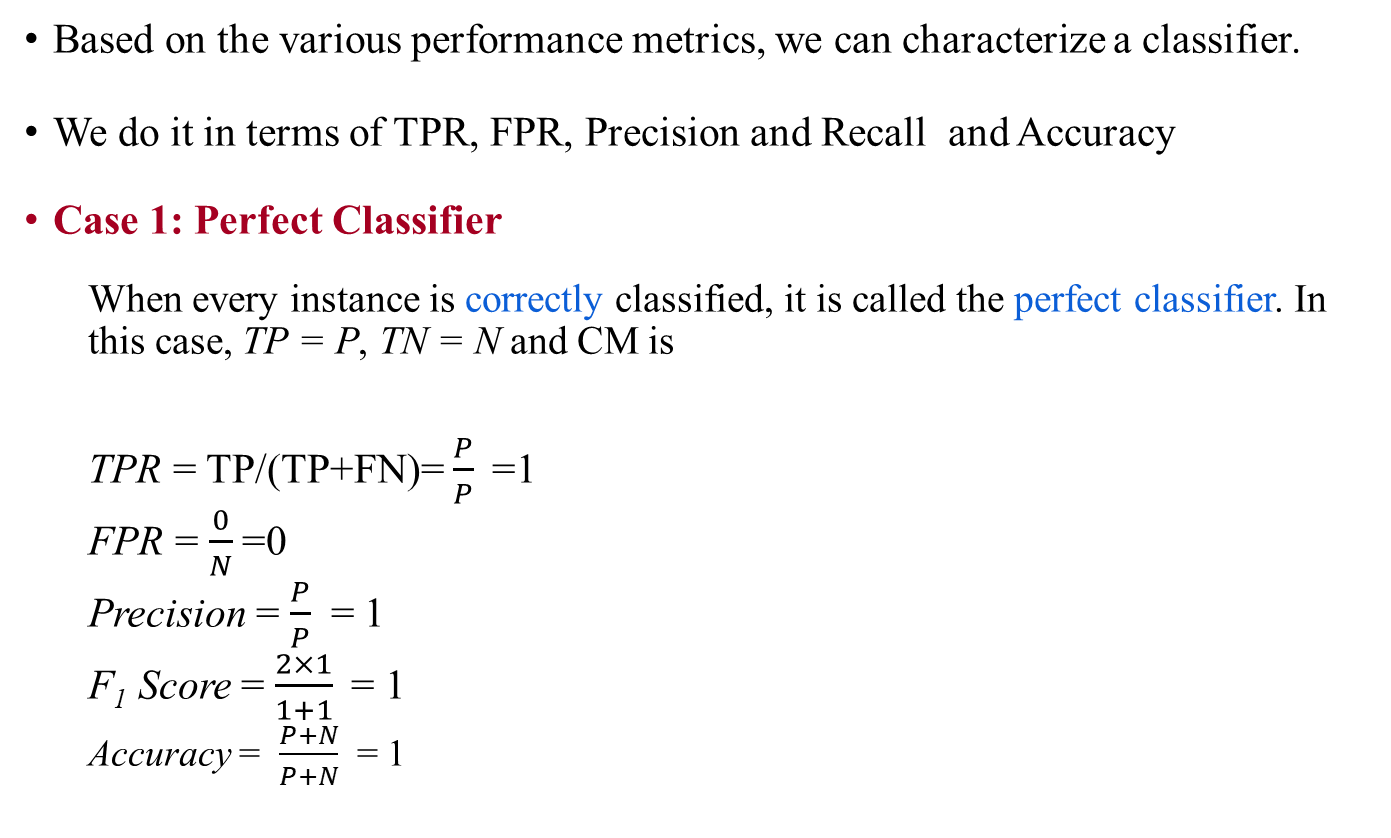 • Based on the various performance metrics, we can characterize a classifier.
• We do it in terms of TPR, FPR, Precision and Recall and Accuracy
• Case 1: Perfect Classifier
When every instance is correctly classified, it is called the perfect classifier. In
this case, TP = P, TN = N and CM is
TPR = TP/(TP+FN)= P/P =1
FPR = 0/N =0
Precision = P/P = 1
F₁ Score = 2×1/1+1 = 1
Accuracy = P+N/P+N = 1